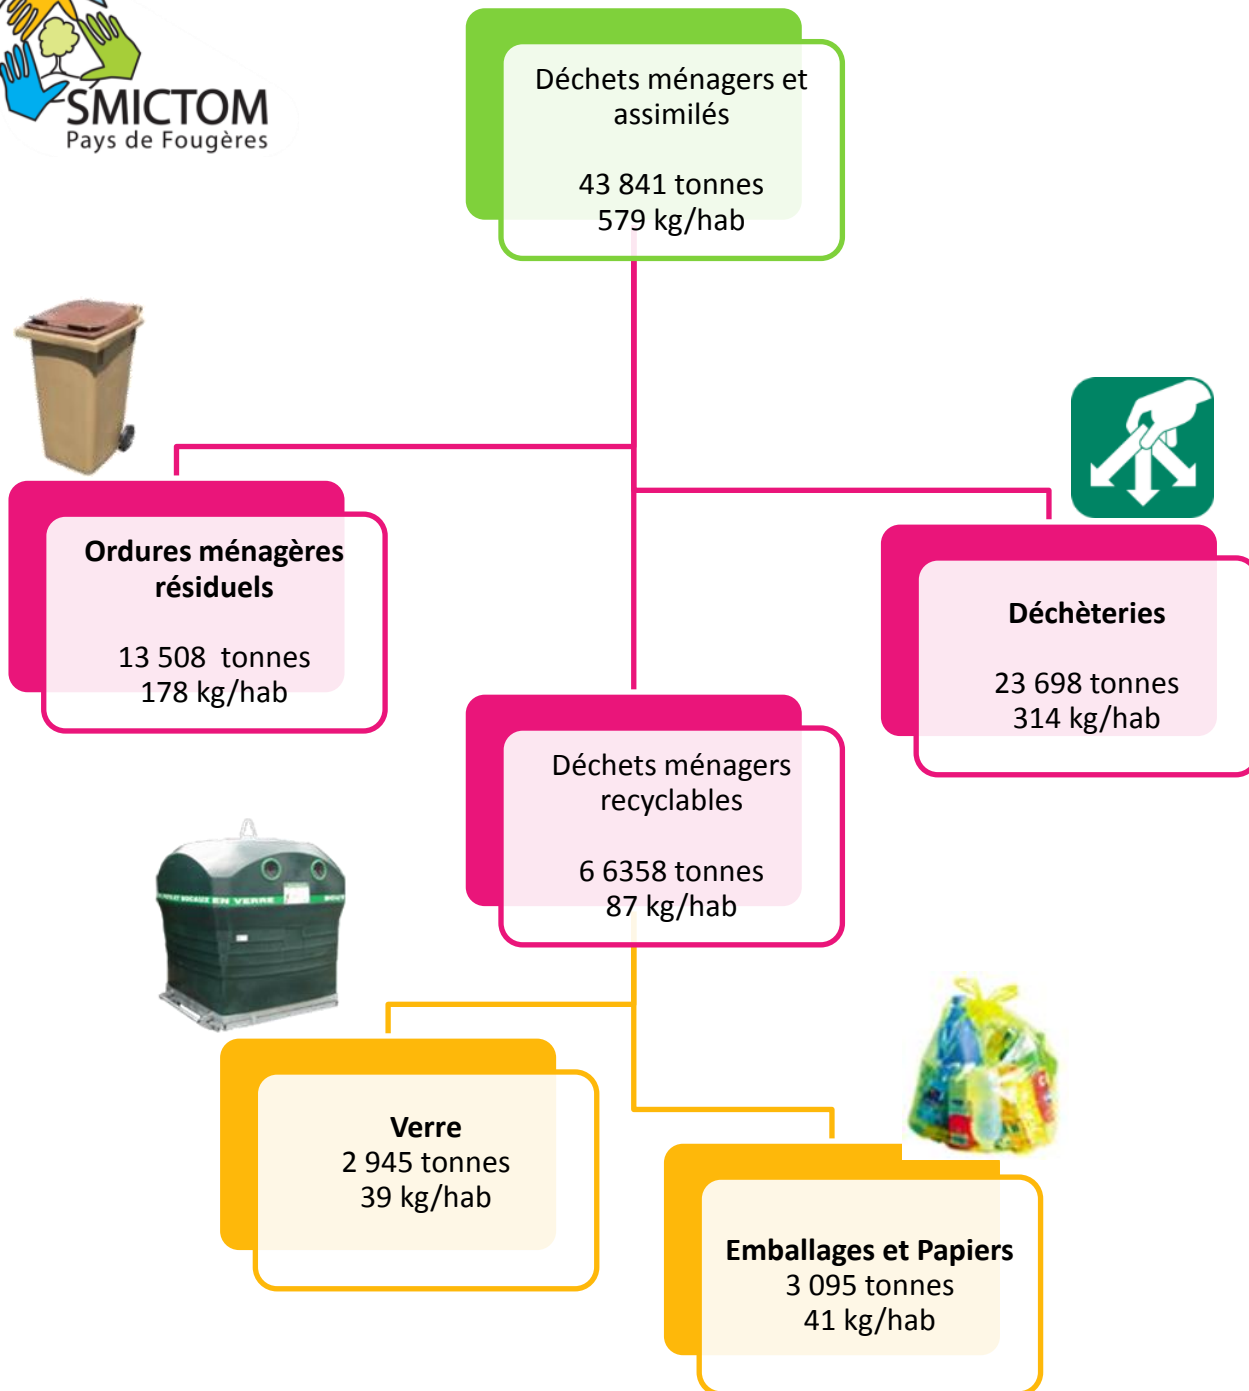 SMICTOM
Pays de Fougères
Déchets ménagers et
assimilés
43 841 tonnes
579 kg/hab
Ordures ménagères
résiduels
13 508 tonnes
178 kg/hab
Déchèteries
23 698 tonnes
314 kg/hab
Déchets ménagers
recyclables
6 6358 tonnes
87 kg/hab
EN VERRE
Verre
2 945 tonnes
39 kg/hab
Emballages et Papiers
3 095 tonnes
41 kg/hab